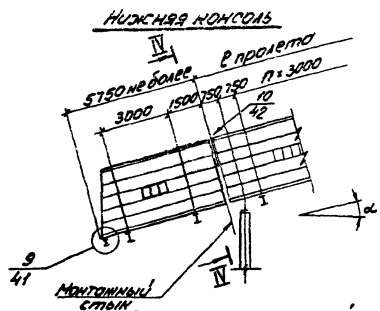 Нижняя консоль
IV
ℓ пролета
5750 не более
3000
1500
750
750
п = 3000
10
42
α
9
41
Монтажный
стык
IV